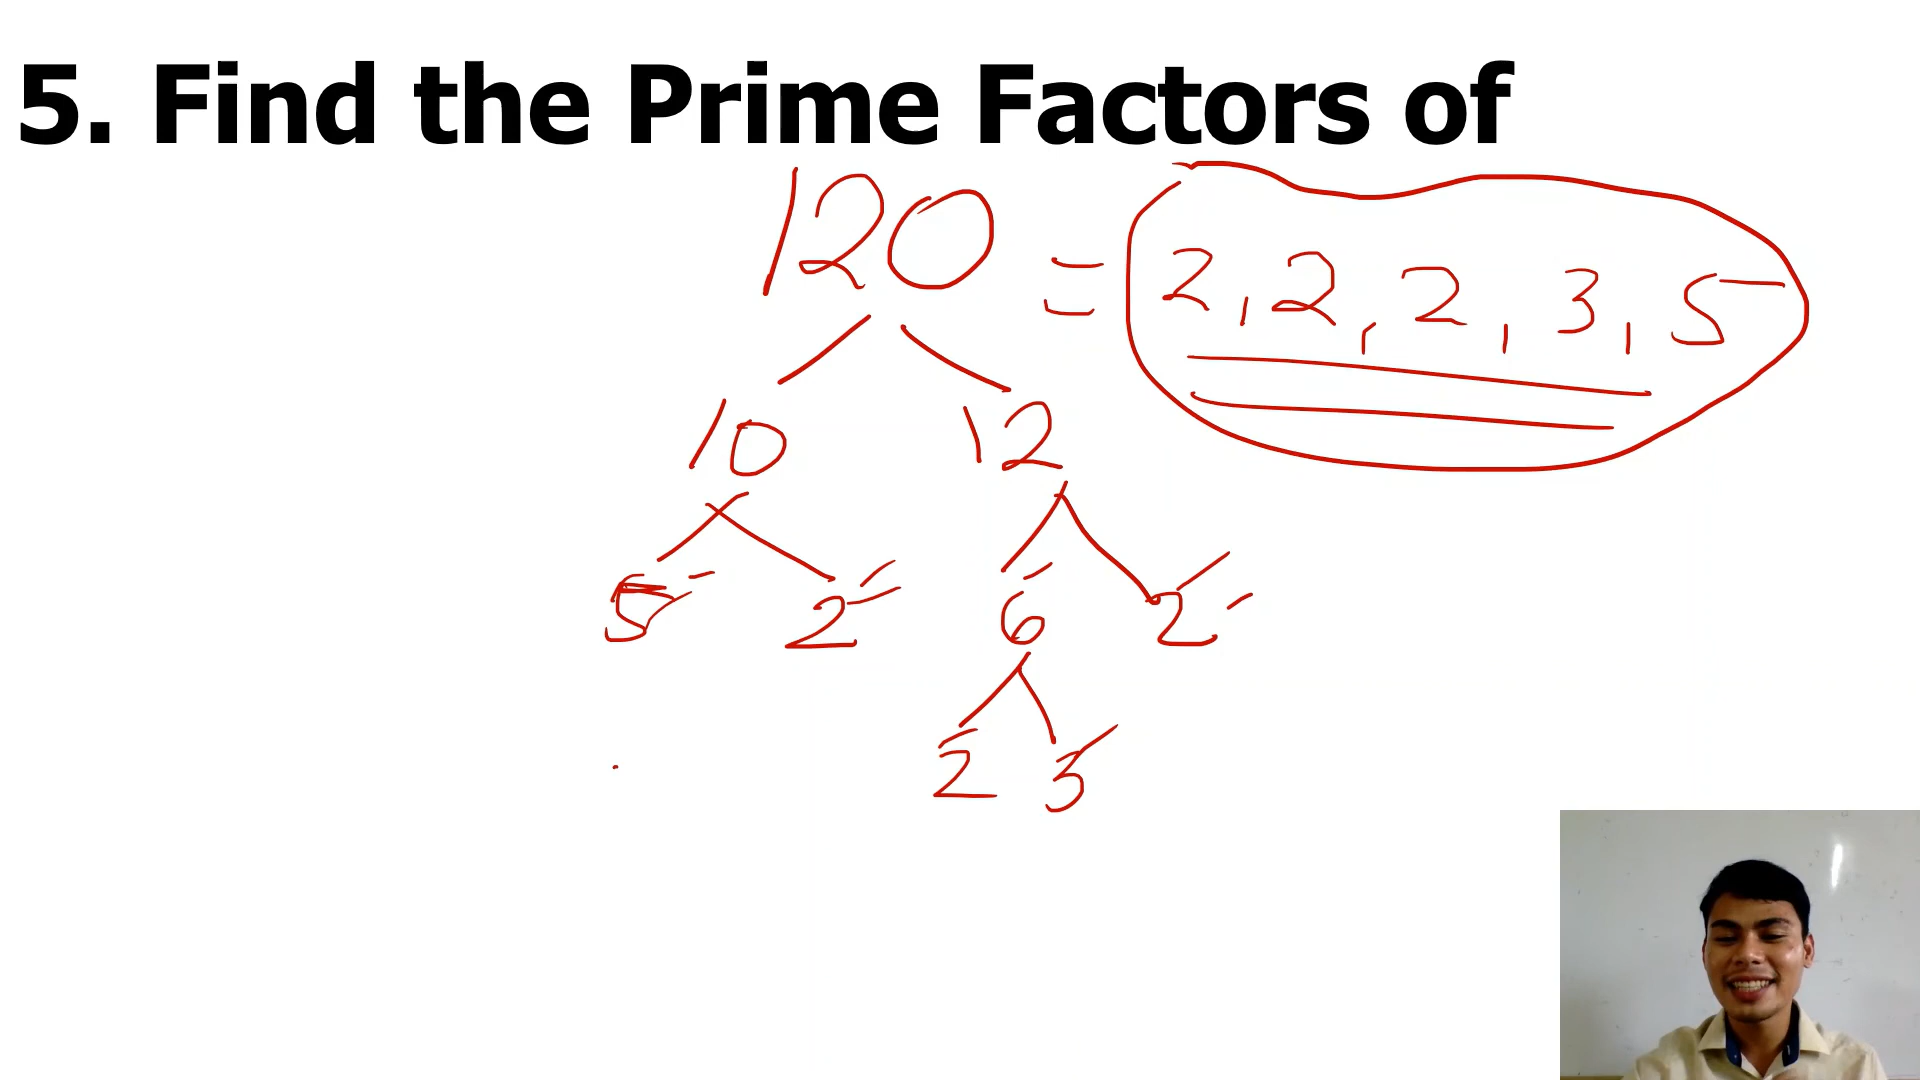 5. Find the Prime Factors of
120 = 2, 2, 2, 3, 5
10 12
5 2 6 2
2 3